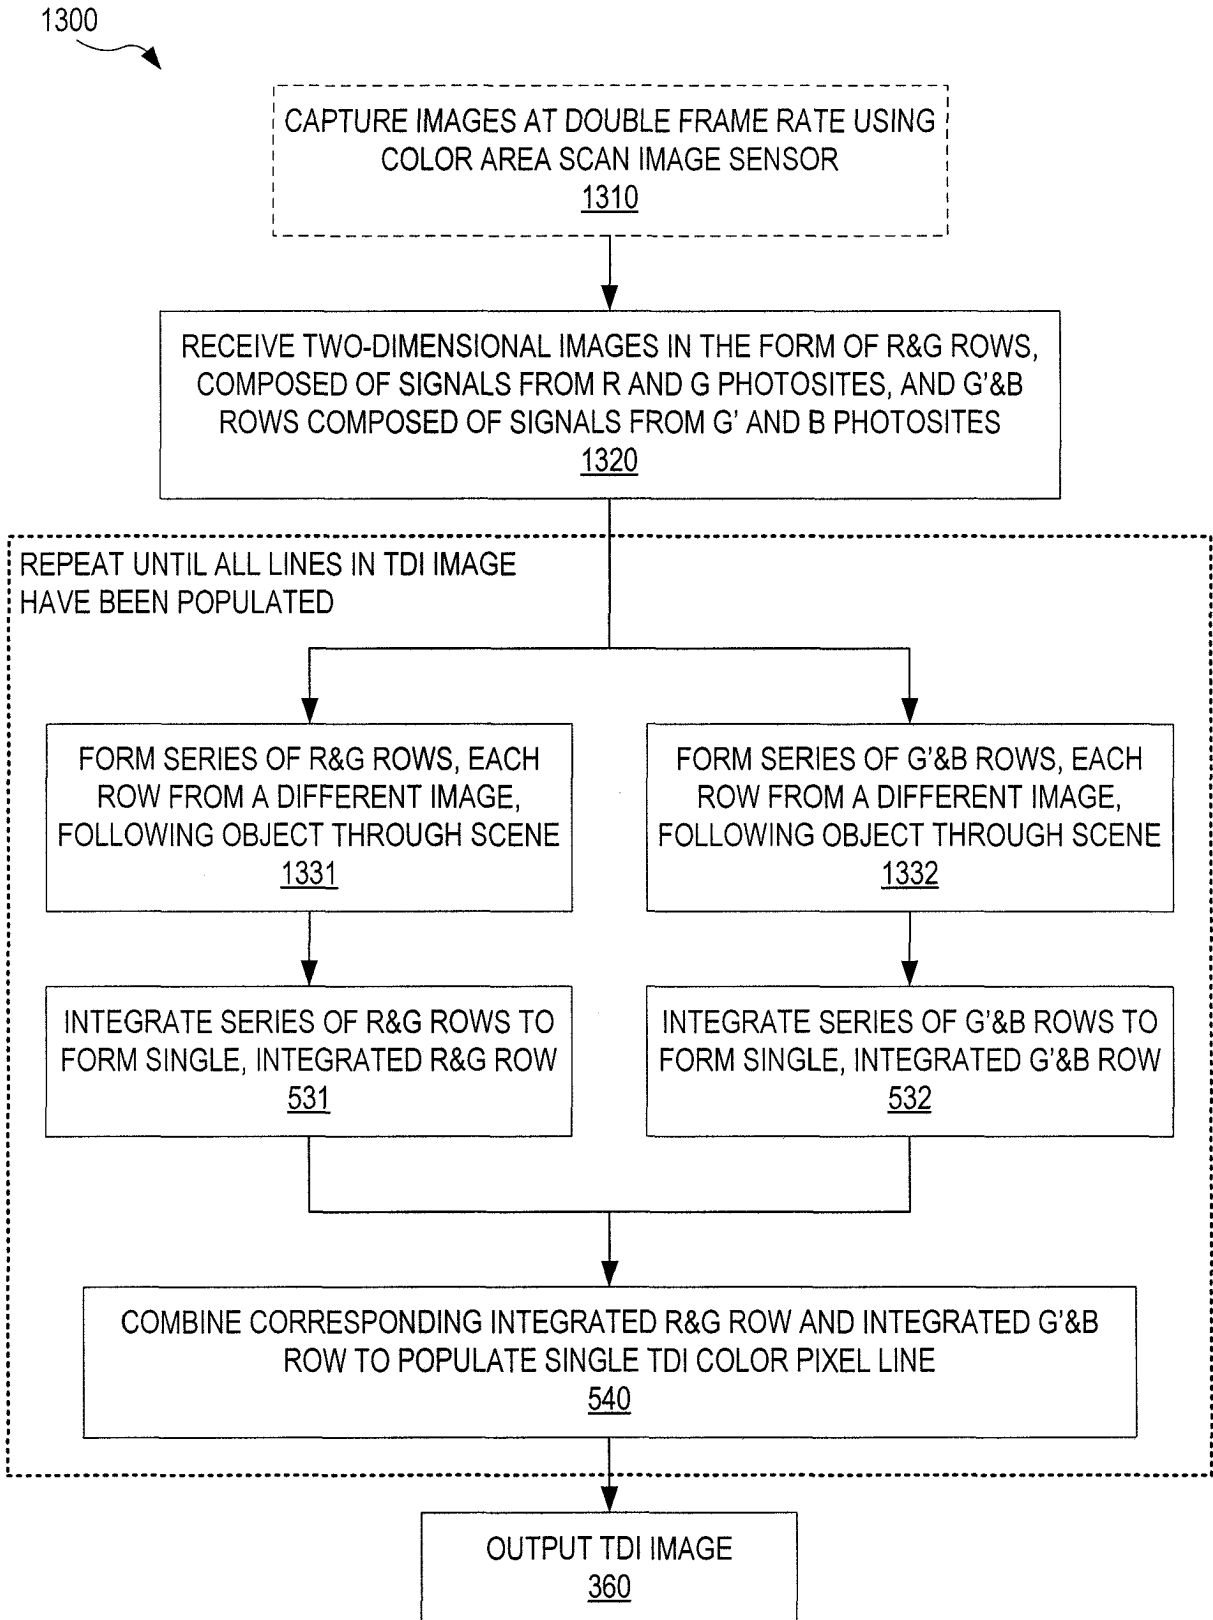 1300
CAPTURE IMAGES AT DOUBLE FRAME RATE USING
COLOR AREA SCAN IMAGE SENSOR
1310
RECEIVE TWO-DIMENSIONAL IMAGES IN THE FORM OF R&G ROWS,
COMPOSED OF SIGNALS FROM R AND G PHOTOSITES, AND G'&B
ROWS COMPOSED OF SIGNALS FROM G' AND B PHOTOSITES
1320
REPEAT UNTIL ALL LINES IN TDI IMAGE
HAVE BEEN POPULATED
FORM SERIES OF R&G ROWS, EACH
ROW FROM A DIFFERENT IMAGE,
FOLLOWING OBJECT THROUGH SCENE
1331
FORM SERIES OF G'&B ROWS, EACH
ROW FROM A DIFFERENT IMAGE,
FOLLOWING OBJECT THROUGH SCENE
1332
INTEGRATE SERIES OF R&G ROWS TO
FORM SINGLE, INTEGRATED R&G ROW
531
INTEGRATE SERIES OF G'&B ROWS TO
FORM SINGLE, INTEGRATED G'&B ROW
532
COMBINE CORRESPONDING INTEGRATED R&G ROW AND INTEGRATED G'&B
ROW TO POPULATE SINGLE TDI COLOR PIXEL LINE
540
OUTPUT TDI IMAGE
360